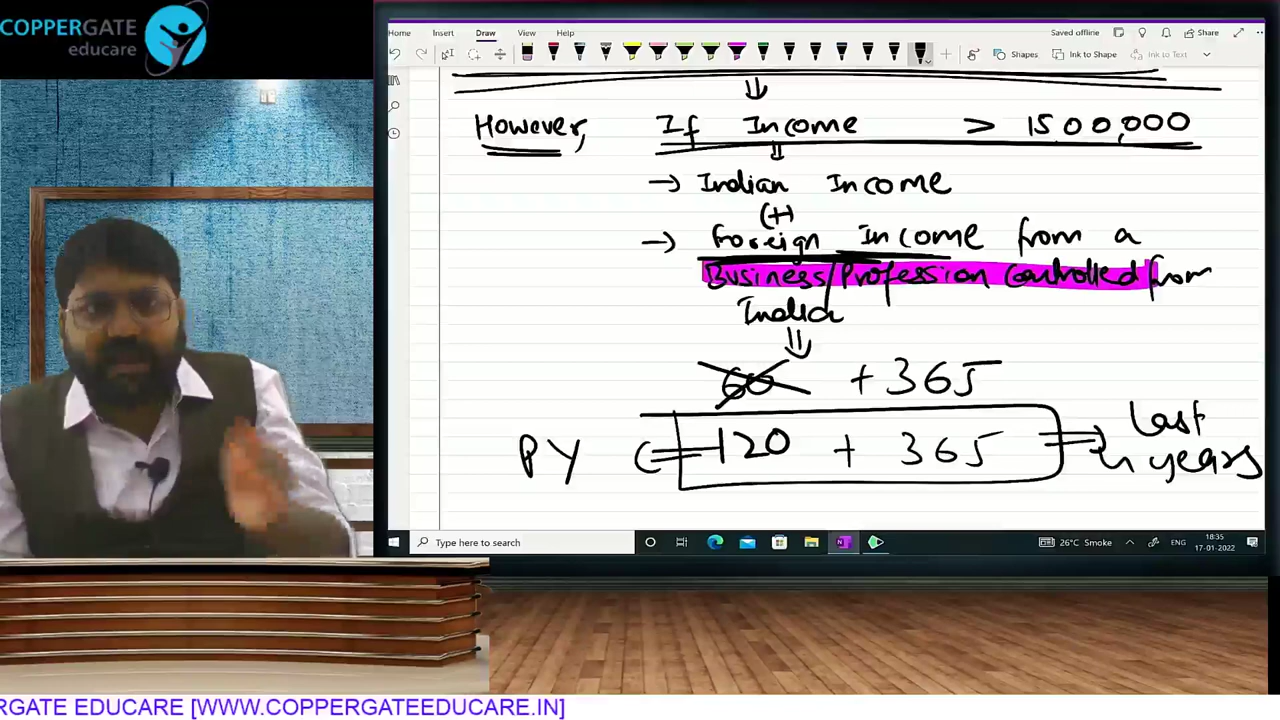 COPPERGATE
educare
Home Insert Draw View Help
Saved offline
Share
Shapes
Ink to Shape
Ink to Text
However, If Income > 1500,000
→ Indian Income
(+)
→ Foreign Income from a
Business/Profession controlled from
India
60 + 365
PY 120 + 365 last
4 years
Type here to search
26°C Smoke
ENG
18:35
17-01-2022
RGATE EDUCARE [WWW.COPPERGATEEDUCARE.IN]